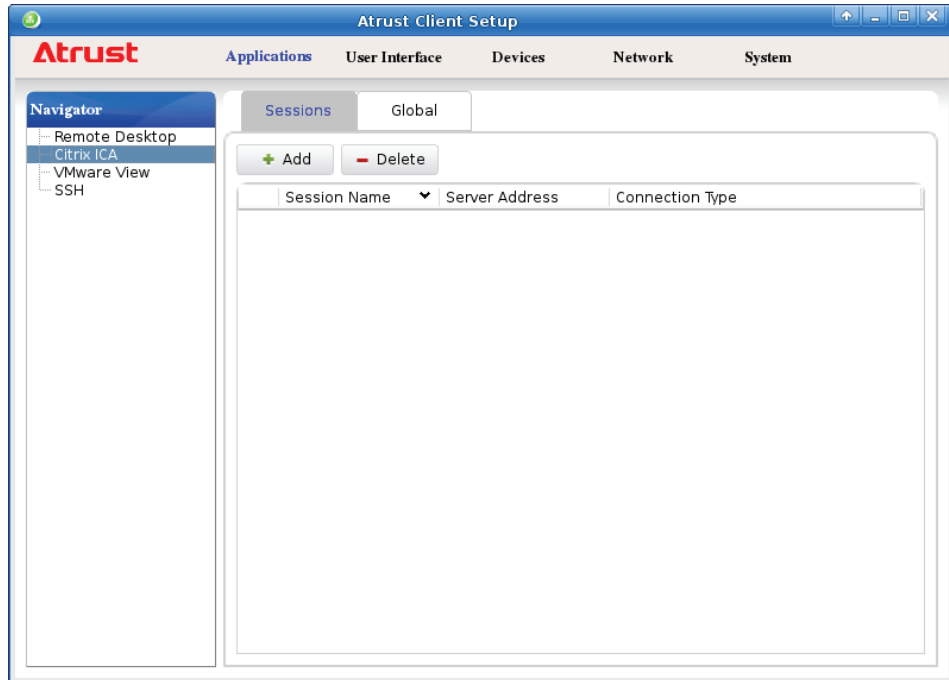 Atrust Client Setup
Atrust Applications User Interface Devices Network System
Navigator
Remote Desktop
Citrix ICA
VMware View
SSH
Sessions Global
Add Delete
Session Name Server Address Connection Type